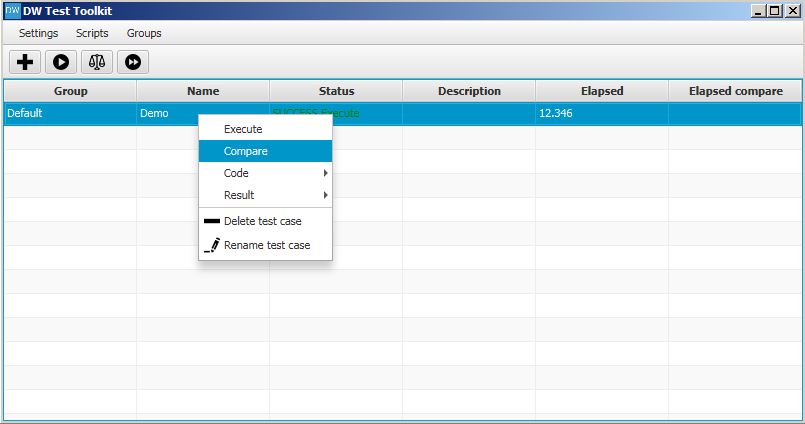 DW DW Test Toolkit
Settings Scripts Groups
Group Name Status Description Elapsed Elapsed compare
Default Demo SUCCESS Execute 12.346
Execute
Compare
Code
Result
Delete test case
Rename test case